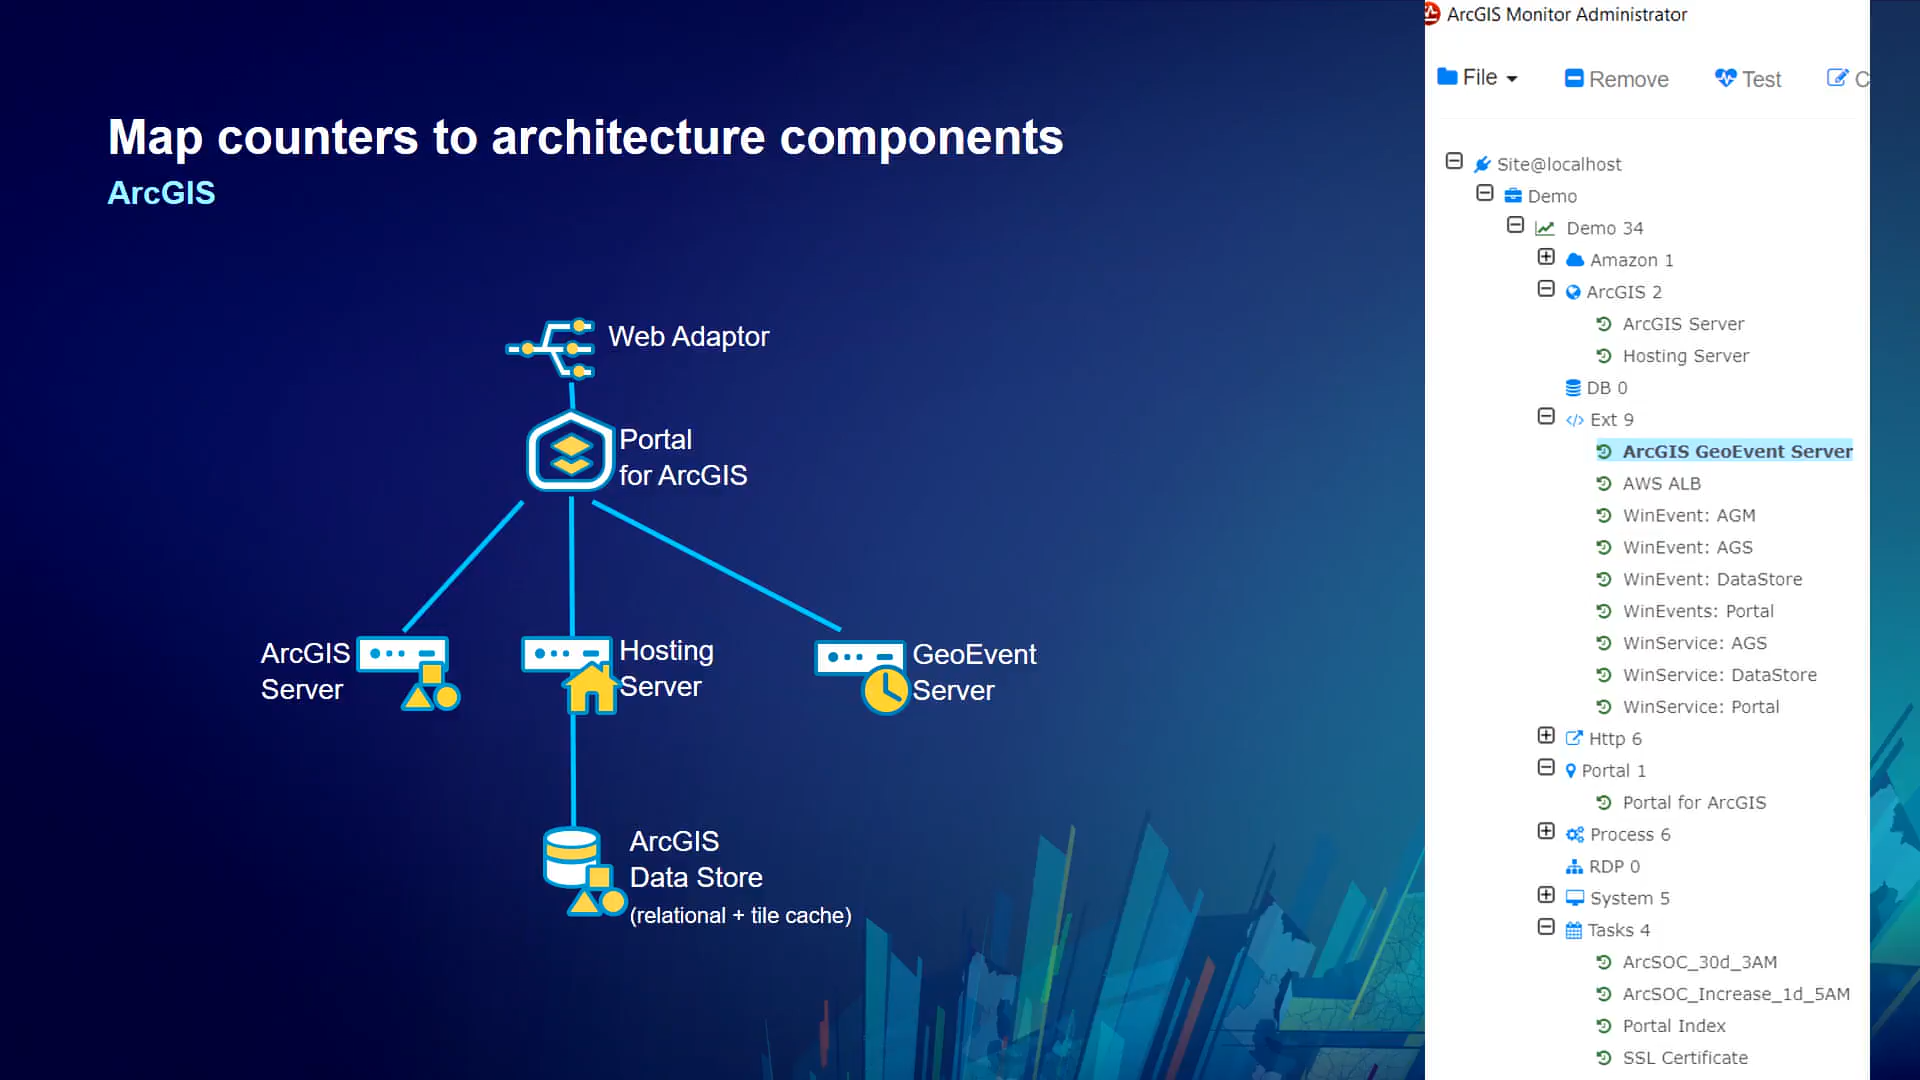 Map counters to architecture components
ArcGIS
Web Adaptor
Portal
for ArcGIS
ArcGIS
Server
Hosting
Server
GeoEvent
Server
ArcGIS
Data Store
(relational + tile cache)
ArcGIS Monitor Administrator
File
Remove
Test
C
Site@localhost
Demo
Demo 34
Amazon 1
ArcGIS 2
ArcGIS Server
Hosting Server
DB 0
Ext 9
ArcGIS GeoEvent Server
AWS ALB
WinEvent: AGM
WinEvent: AGS
WinEvent: DataStore
WinEvents: Portal
WinService: AGS
WinService: DataStore
WinService: Portal
Http 6
Portal 1
Portal for ArcGIS
Process 6
RDP 0
System 5
Tasks 4
ArcSOC_30d_3AM
ArcSOC_Increase_1d_5AM
Portal Index
SSL Certificate